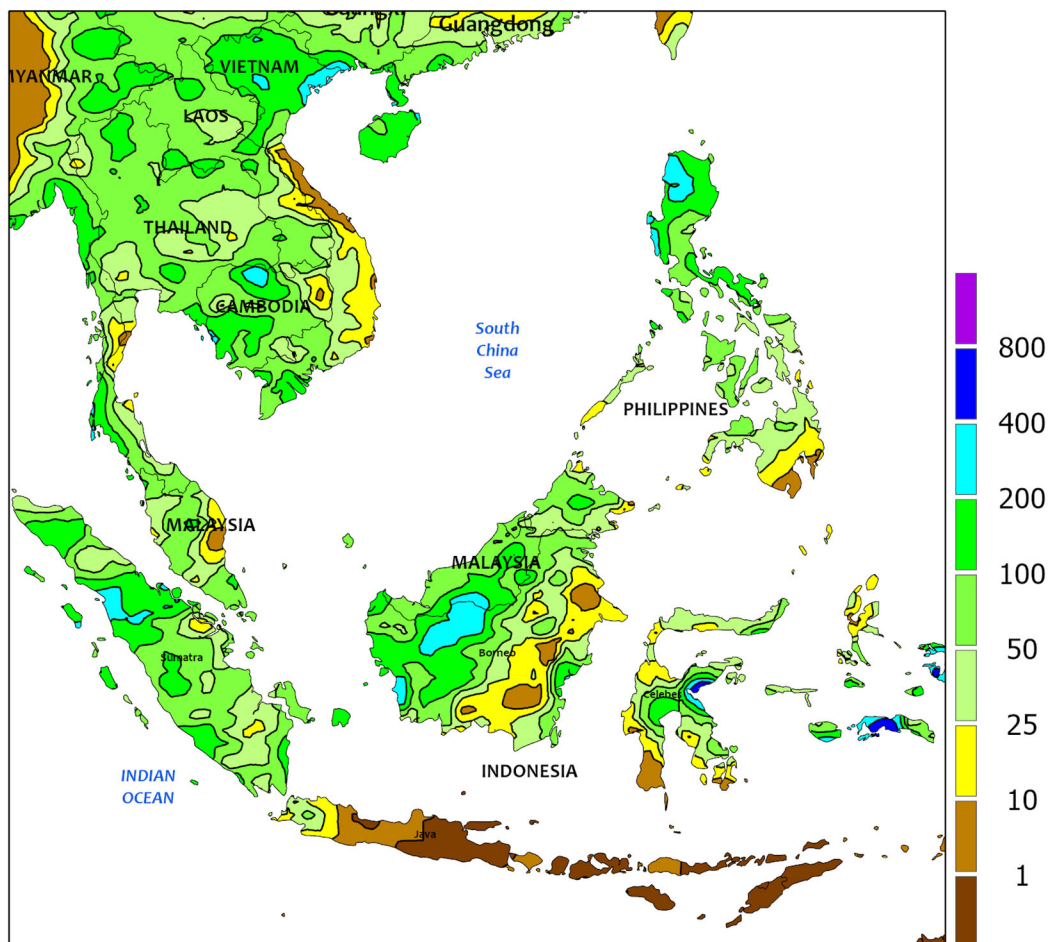 Guangxi
Guangdong
MYANMAR
VIETNAM
LAOS
THAILAND
CAMBODIA
South
China
Sea
PHILIPPINES
MALAYSIA
MALAYSIA
Borneo
Sumatra
Celebes
INDIAN
OCEAN
INDONESIA
Java
800
400
200
100
50
25
10
1